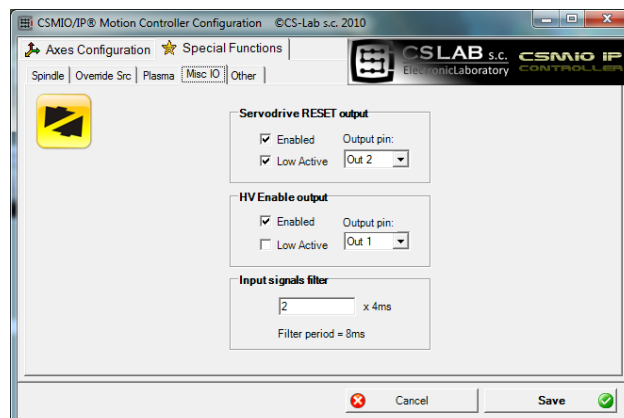 CSMIO/IP® Motion Controller Configuration ©CS-Lab s.c. 2010
Axes Configuration Special Functions
CSLAB s.c.
ElectronicLaboratory
CSMIO IP
CONTROLLER
Spindle Override Src Plasma Misc IO Other
Servodrive RESET output
Enabled Output pin:
Low Active Out 2
HV Enable output
Enabled Output pin:
Low Active Out 1
Input signals filter
2 x 4ms
Filter period = 8ms
Cancel Save